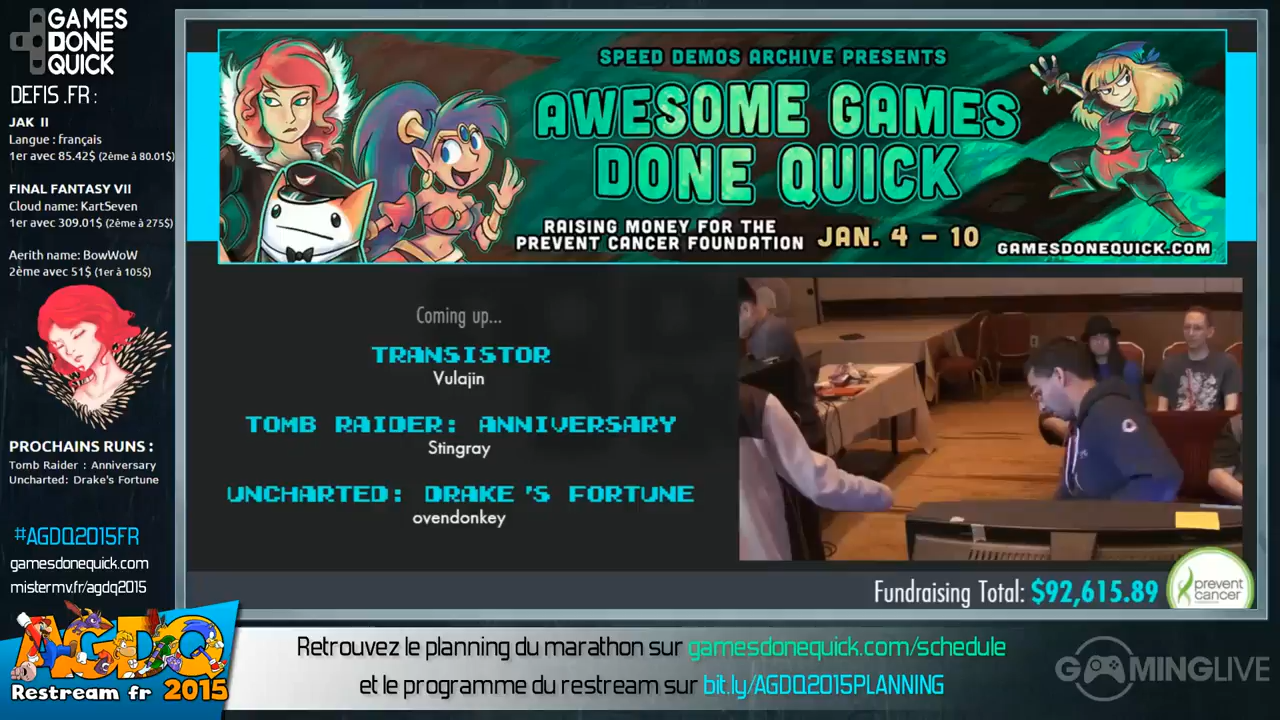 GAMES
DONE
QUICK
DEFIS .FR :
JAK II
Langue : français
1er avec 85.42$ (2ème à 80.01$)
FINAL FANTASY VII
Cloud name: KartSeven
1er avec 309.01$ (2ème à 275$)
Aerith name: BowWoW
2ème avec 51$ (1er à 105$)
PROCHAINS RUNS :
Tomb Raider : Anniversary
Uncharted: Drake's Fortune
#AGDQ2015FR
gamesdonequick.com
mistermv.fr/agdq2015
AGDQ
Restream fr 2015
SPEED DEMOS ARCHIVE PRESENTS
AWESOME GAMES
DONE QUICK
RAISING MONEY FOR THE
PREVENT CANCER FOUNDATION
JAN. 4 - 10
GAMESDONEQUICK.COM
Coming up...
TRANSISTOR
Vulajin
TOMB RAIDER: ANNIVERSARY
Stingray
UNCHARTED: DRAKE'S FORTUNE
ovendonkey
Fundraising Total: $92,615.89
prevent
cancer
Retrouvez le planning du marathon sur gamesdonequick.com/schedule
et le programme du restream sur bit.ly/AGDQ2015PLANNING
GAMINGLIVE